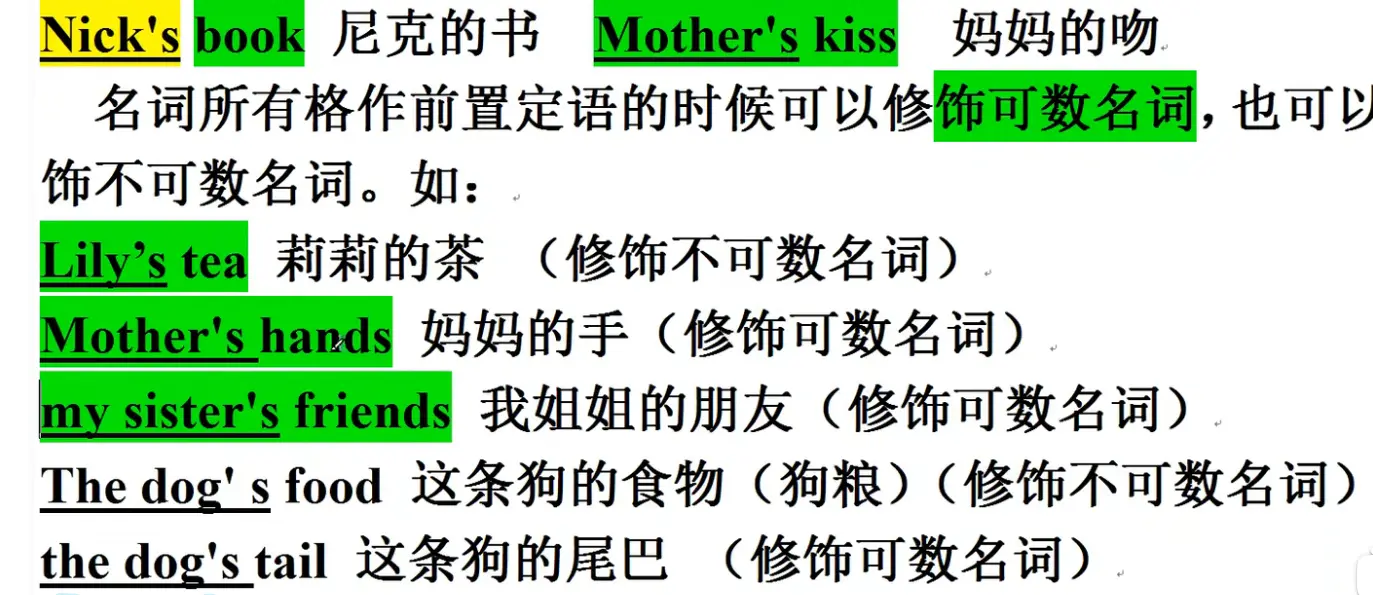 Nick's book 尼克的书 Mother's kiss 妈妈的吻
名词所有格作前置定语的时候可以修饰可数名词，也可以
饰不可数名词。如：
Lily’s tea 莉莉的茶 （修饰不可数名词）
Mother's hands 妈妈的手（修饰可数名词）
my sister's friends 我姐姐的朋友（修饰可数名词）
The dog' s food 这条狗的食物（狗粮）（修饰不可数名词）
the dog's tail 这条狗的尾巴 （修饰可数名词）